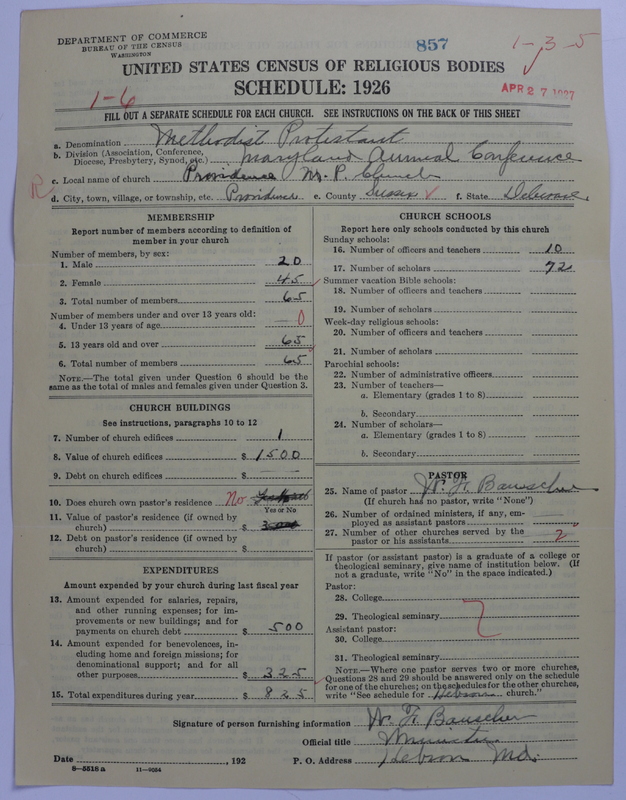 DEPARTMENT OF COMMERCE
BUREAU OF THE CENSUS
WASHINGTON
857
1-3-5
UNITED STATES CENSUS OF RELIGIOUS BODIES
SCHEDULE: 1926
APR 27 1927
1-6
FILL OUT A SEPARATE SCHEDULE FOR EACH CHURCH. SEE INSTRUCTIONS ON THE BACK OF THIS SHEET
a. Denomination Methodist Protestant
b. Division (Association, Conference, Diocese, Presbytery, Synod, etc.) Maryland Annual Conference
c. Local name of church Providence M. P. Church
R
d. City, town, village, or township, etc. Providence e. County Sussex f. State Delaware
MEMBERSHIP
Report number of members according to definition of
member in your church
Number of members, by sex:
1. Male 20
2. Female 45
3. Total number of members 65
Number of members under and over 13 years old:
4. Under 13 years of age 0
5. 13 years old and over 65
6. Total number of members 65
NOTE.—The total given under Question 6 should be the
same as the total of males and females given under Question 3.
CHURCH BUILDINGS
See instructions, paragraphs 10 to 12
7. Number of church edifices 1
8. Value of church edifices $ 1500
9. Debt on church edifices $
10. Does church own pastor's residence No
Yes or No
11. Value of pastor's residence (if owned by
church) $
12. Debt on pastor's residence (if owned by
church) $
EXPENDITURES
Amount expended by your church during last fiscal year
13. Amount expended for salaries, repairs,
and other running expenses; for im-
provements or new buildings; and for
payments on church debt $ 500
14. Amount expended for benevolences, in-
cluding home and foreign missions; for
denominational support; and for all
other purposes $ 325
15. Total expenditures during year $ 825
CHURCH SCHOOLS
Report here only schools conducted by this church
Sunday schools:
16. Number of officers and teachers 10
17. Number of scholars 72
Summer vacation Bible schools:
18. Number of officers and teachers
19. Number of scholars
Week-day religious schools:
20. Number of officers and teachers
21. Number of scholars
Parochial schools:
22. Number of administrative officers
23. Number of teachers—
a. Elementary (grades 1 to 8)
b. Secondary
24. Number of scholars—
a. Elementary (grades 1 to 8)
b. Secondary
PASTOR
25. Name of pastor W. H. Bauscher
(If church has no pastor, write "None")
26. Number of ordained ministers, if any, em-
ployed as assistant pastors
27. Number of other churches served by the
pastor or his assistants 2
If pastor (or assistant pastor) is a graduate of a college or
theological seminary, give name of institution below. (If
not a graduate, write "No" in the space indicated.)
Pastor:
28. College
29. Theological seminary
Assistant pastor:
30. College
31. Theological seminary
NOTE.—Where one pastor serves two or more churches,
Questions 28 and 29 should be answered only on the schedule
for one of the churches; on the schedules for the other churches,
write "See schedule for Hebron church."
Signature of person furnishing information W. H. Bauscher
Official title Minister
Date , 192 P. O. Address Hebron Md.
8—5518 a 11—9054